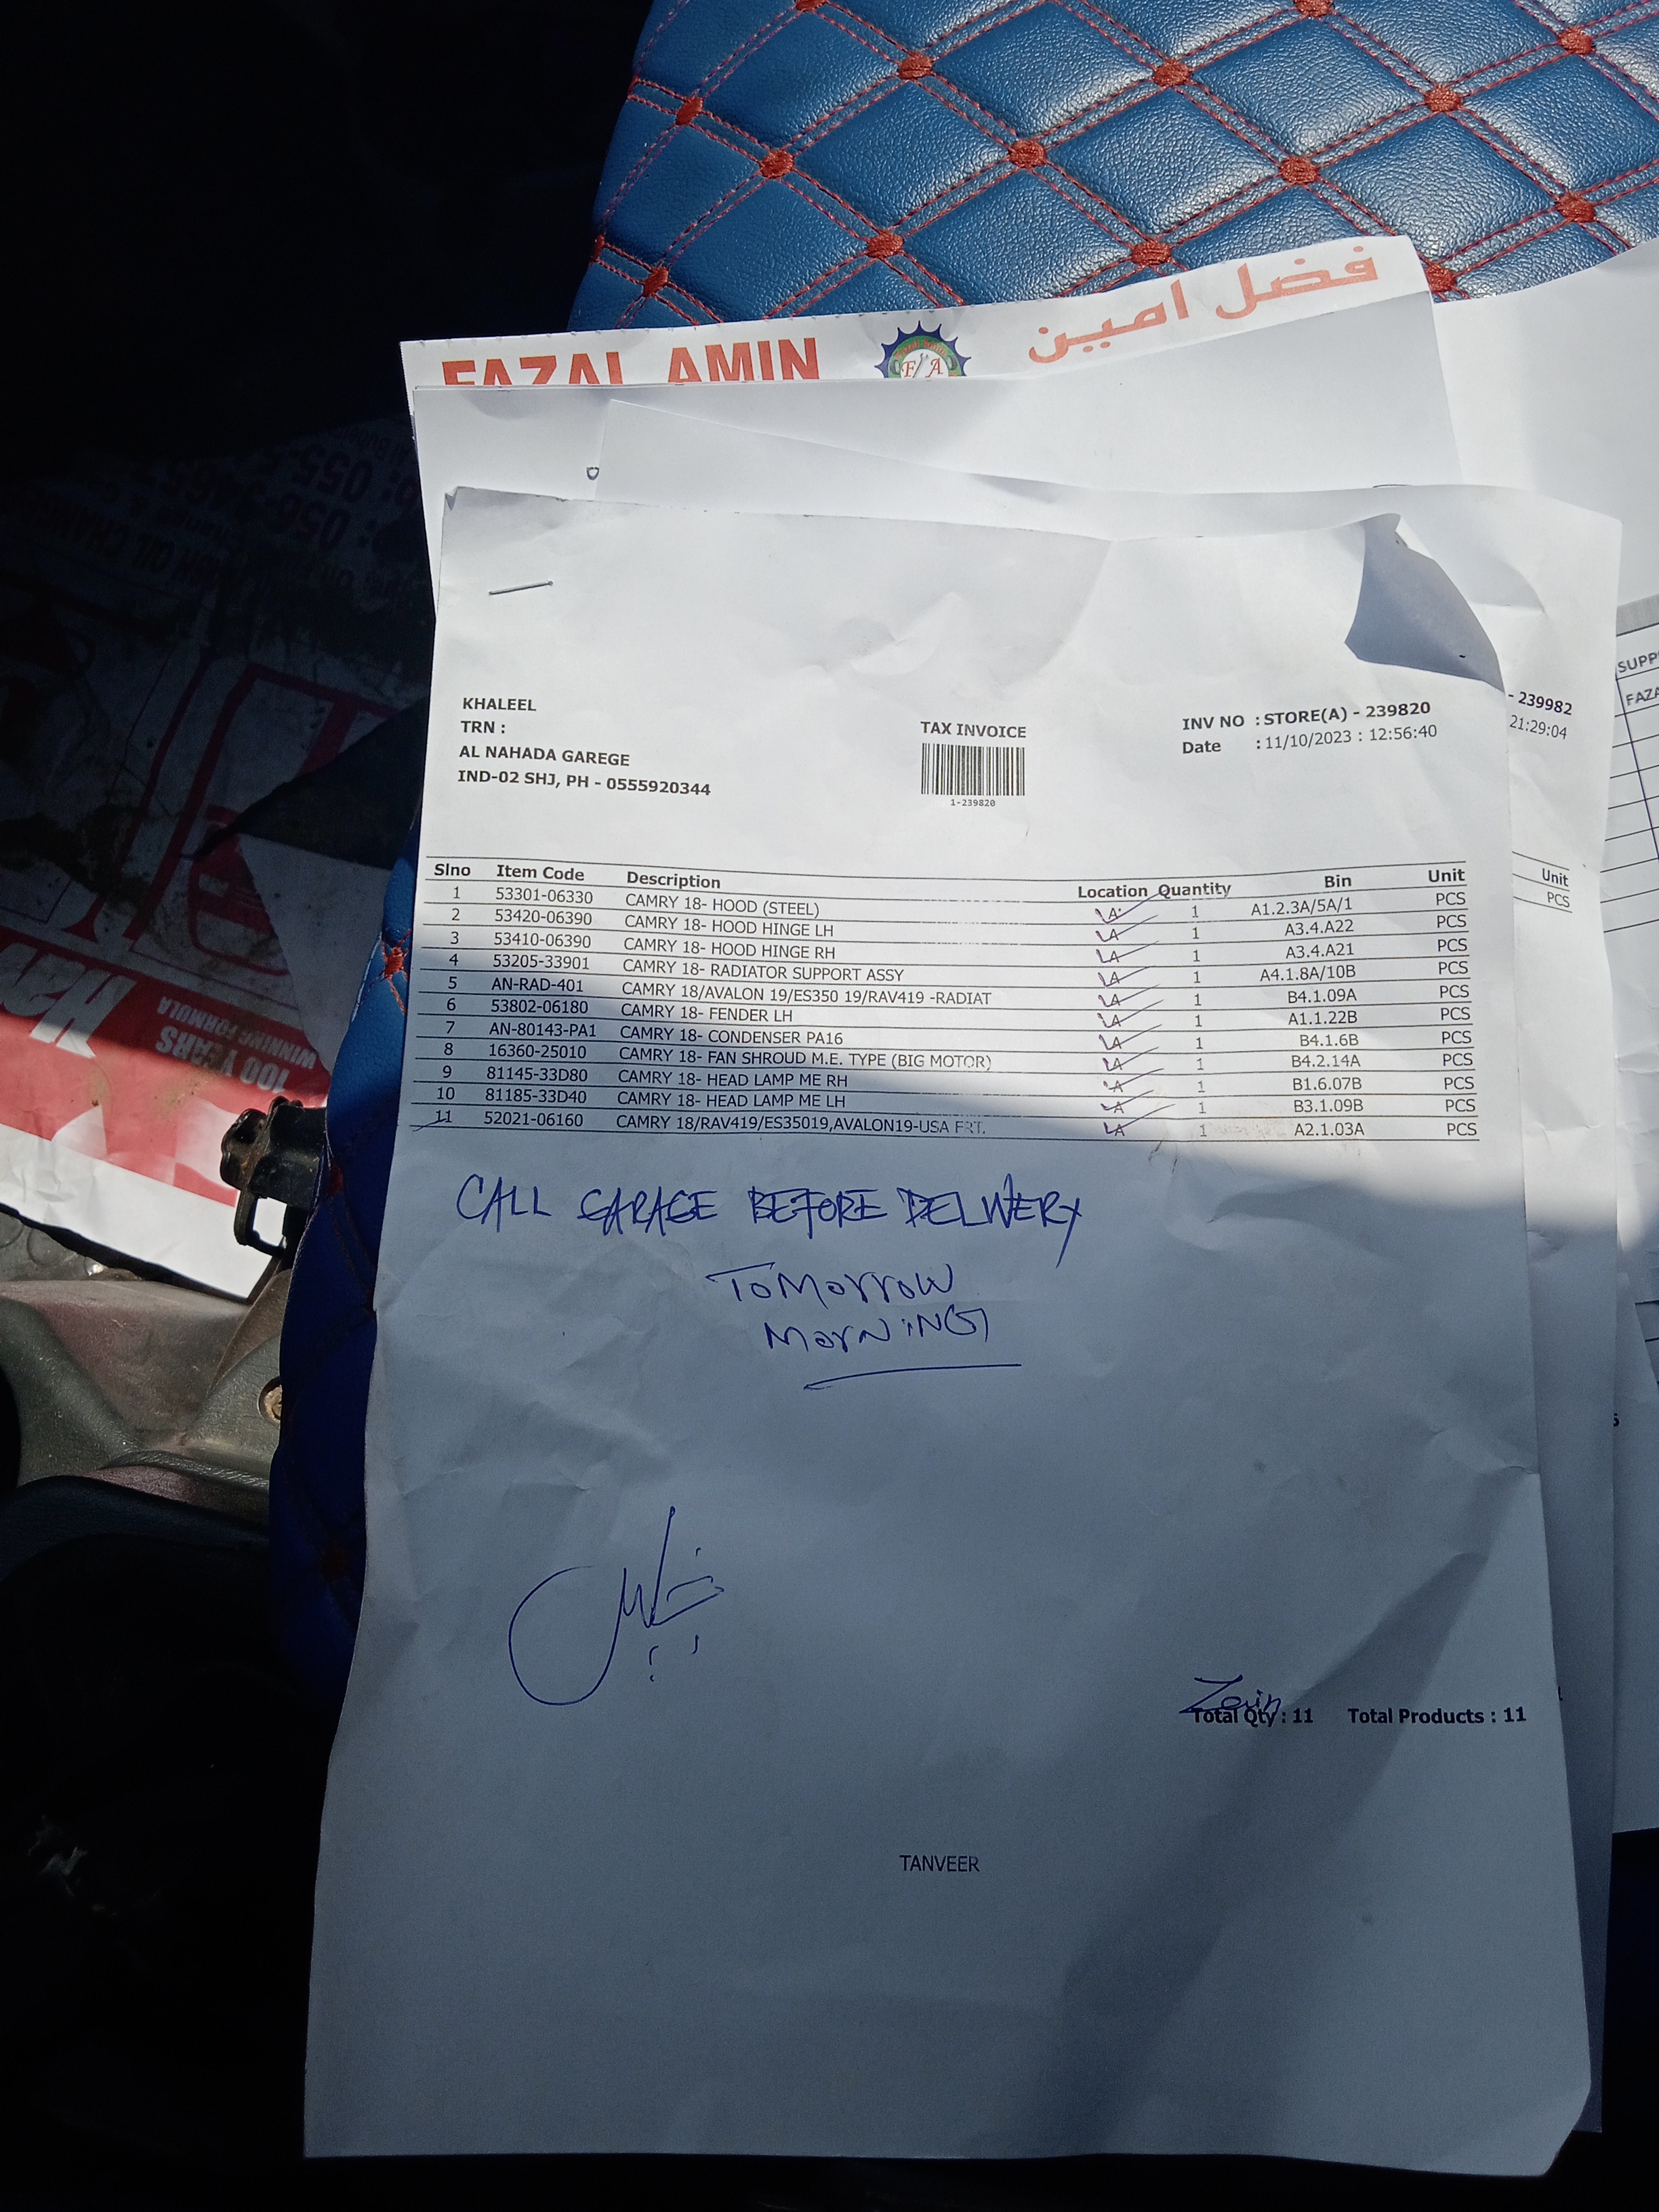 FAZAL AMIN
فضل امين
F A
KHALEEL
TRN :
AL NAHADA GAREGE
IND-02 SHJ, PH - 0555920344
TAX INVOICE
1-239820
INV NO : STORE(A) - 239820
Date : 11/10/2023 : 12:56:40
- 239982
21:29:04
Unit
PCS
SUPP
FAZA
Slno Item Code Description Location Quantity Bin Unit
1 53301-06330 CAMRY 18- HOOD (STEEL) A 1 A1.2.3A/5A/1 PCS
2 53420-06390 CAMRY 18- HOOD HINGE LH A 1 A3.4.A22 PCS
3 53410-06390 CAMRY 18- HOOD HINGE RH A 1 A3.4.A21 PCS
4 53205-33901 CAMRY 18- RADIATOR SUPPORT ASSY A 1 A4.1.8A/10B PCS
5 AN-RAD-401 CAMRY 18/AVALON 19/ES350 19/RAV419 -RADIAT A 1 B4.1.09A PCS
6 53802-06180 CAMRY 18- FENDER LH A 1 A1.1.22B PCS
7 AN-80143-PA1 CAMRY 18- CONDENSER PA16 A 1 B4.1.6B PCS
8 16360-25010 CAMRY 18- FAN SHROUD M.E. TYPE (BIG MOTOR) A 1 B4.2.14A PCS
9 81145-33D80 CAMRY 18- HEAD LAMP ME RH A 1 B1.6.07B PCS
10 81185-33D40 CAMRY 18- HEAD LAMP ME LH A 1 B3.1.09B PCS
11 52021-06160 CAMRY 18/RAV419/ES35019,AVALON19-USA FRT. A 1 A2.1.03A PCS
CALL GARAGE BEFORE DELIVERY
TOMORROW
MORNING
Zain
Total Qty : 11 Total Products : 11
TANVEER
100 YEARS
WINNING FORMULA